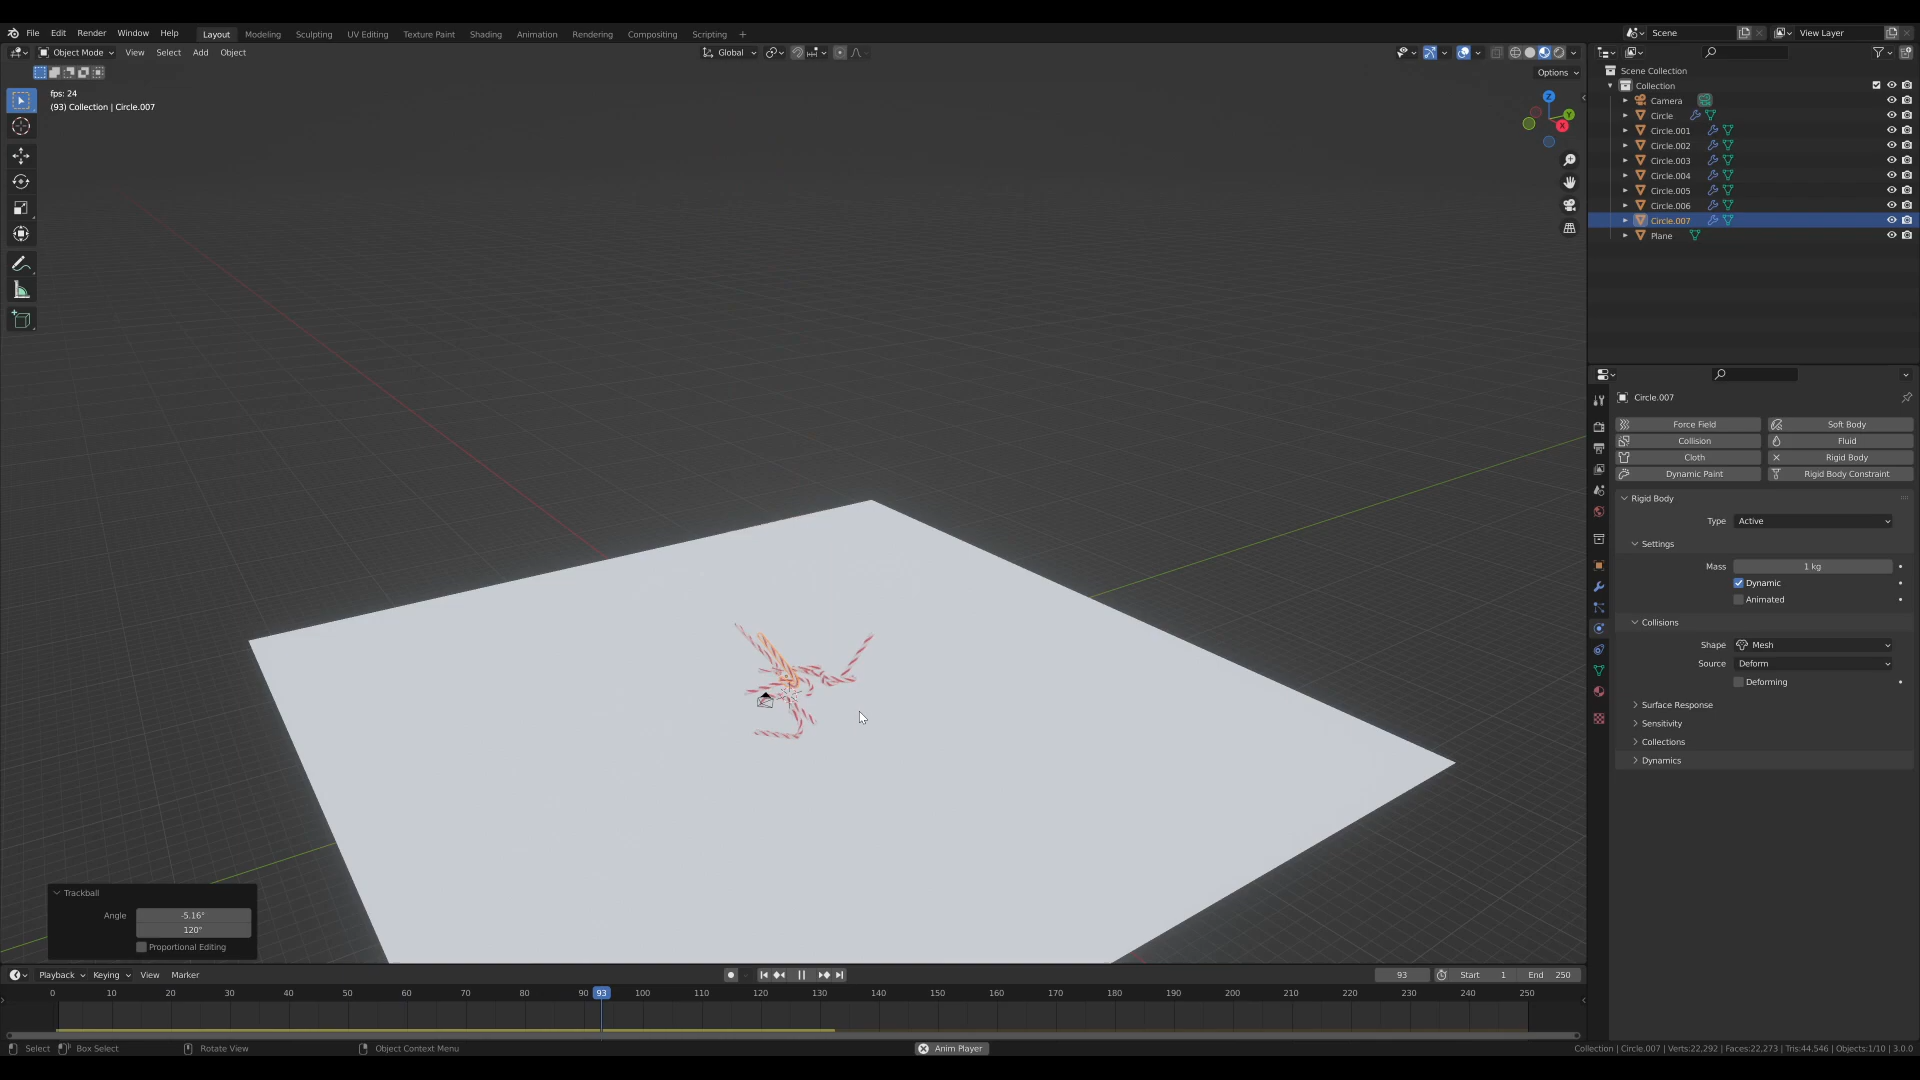 File Edit Render Window Help Layout Modeling Sculpting UV Editing Texture Paint Shading Animation Rendering Compositing Scripting + Scene View Layer
Object Mode View Select Add Object Global
Options
fps: 24
(93) Collection | Circle.007
Z
Y
X
Scene Collection
Collection
Camera
Circle
Circle.001
Circle.002
Circle.003
Circle.004
Circle.005
Circle.006
Circle.007
Plane
Circle.007
Force Field Soft Body
Collision Fluid
Cloth Rigid Body
Dynamic Paint Rigid Body Constraint
Rigid Body
Type Active
Settings
Mass 1 kg
Dynamic
Animated
Collisions
Shape Mesh
Source Deform
Deforming
Surface Response
Sensitivity
Collections
Dynamics
Trackball
Angle -5.16°
120°
Proportional Editing
Playback Keying View Marker 93 Start 1 End 250
0 10 20 30 40 50 60 70 80 90 93 100 110 120 130 140 150 160 170 180 190 200 210 220 230 240 250
Select Box Select Rotate View Object Context Menu Anim Player Collection | Circle.007 | Verts:22,292 | Faces:22,273 | Tris:44,546 | Objects:1/10 | 3.0.0